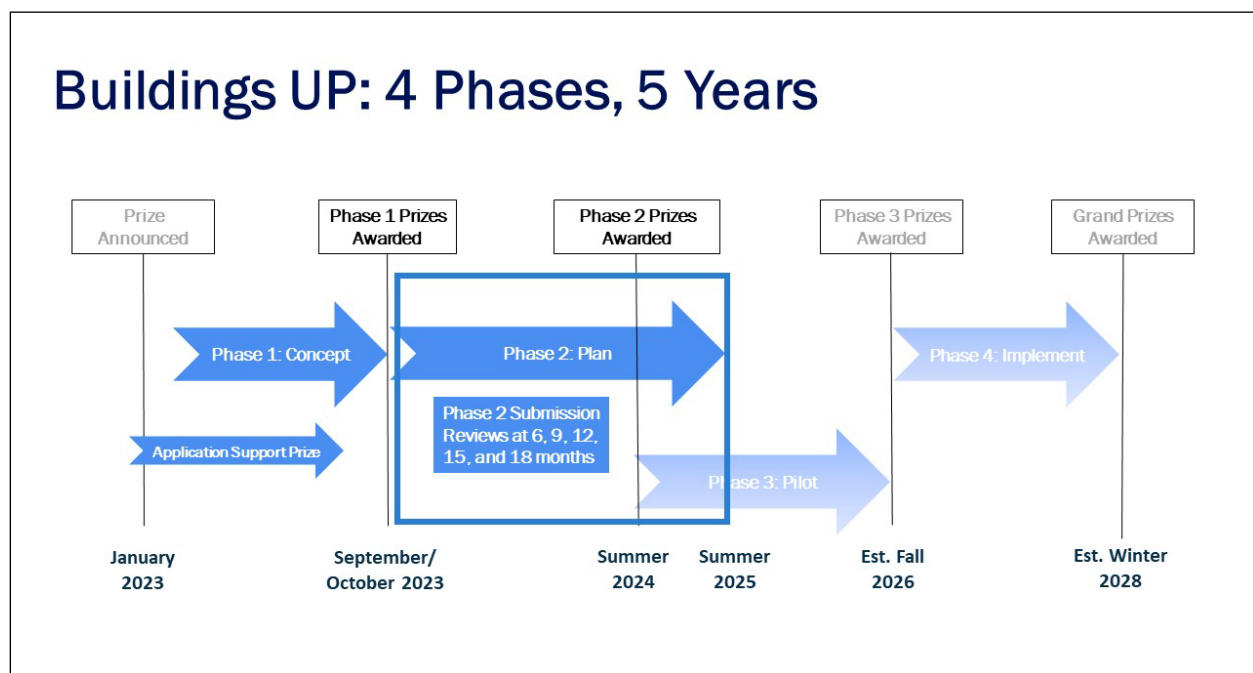 Buildings UP: 4 Phases, 5 Years
Prize
Announced
Phase 1 Prizes
Awarded
Phase 2 Prizes
Awarded
Phase 3 Prizes
Awarded
Grand Prizes
Awarded
Phase 1: Concept
Phase 2: Plan
Phase 4: Implement
Application Support Prize
Phase 2 Submission
Reviews at 6, 9, 12,
15, and 18 months
Phase 3: Pilot
January
2023
September/
October 2023
Summer
2024
Summer
2025
Est. Fall
2026
Est. Winter
2028